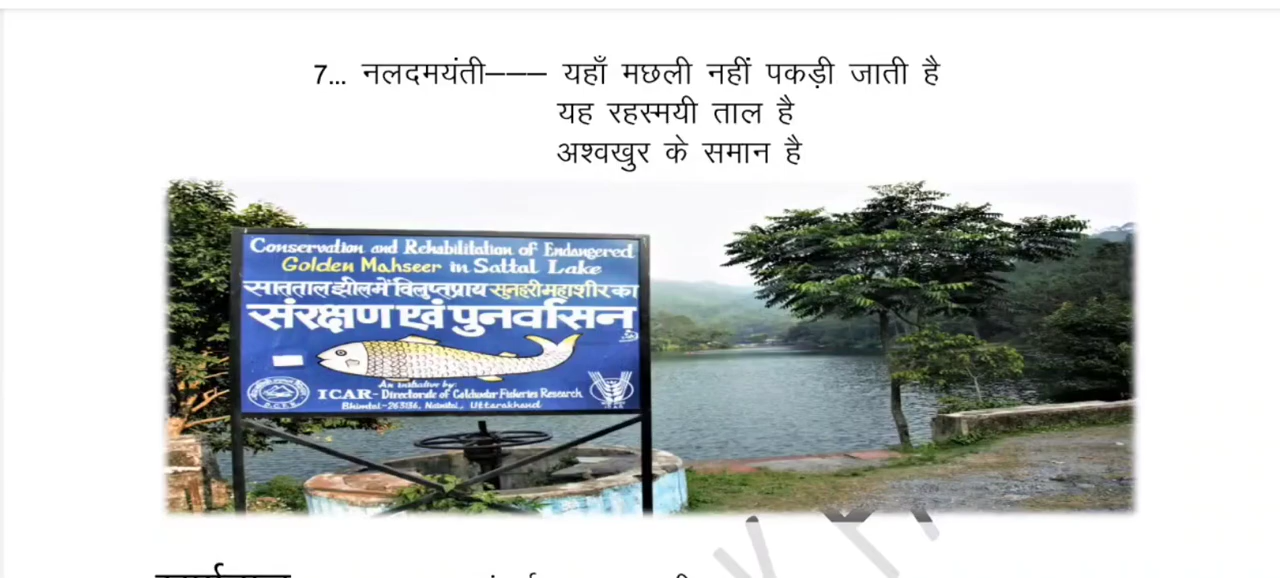 7... नलदमयंती——— यहाँ मछली नहीं पकड़ी जाती है
यह रहस्मयी ताल है
अश्वखुर के समान है
Conservation and Rehabilitation of Endangered
Golden Mahseer in Sattal Lake
सातताल झील में विलुप्तप्राय सुनहरी महाशीर का
संरक्षण एवं पुनर्वासन
An initiative by:
ICAR - Directorate of Coldwater Fisheries Research
Bhimtal-263136, Nainital, Uttarakhand